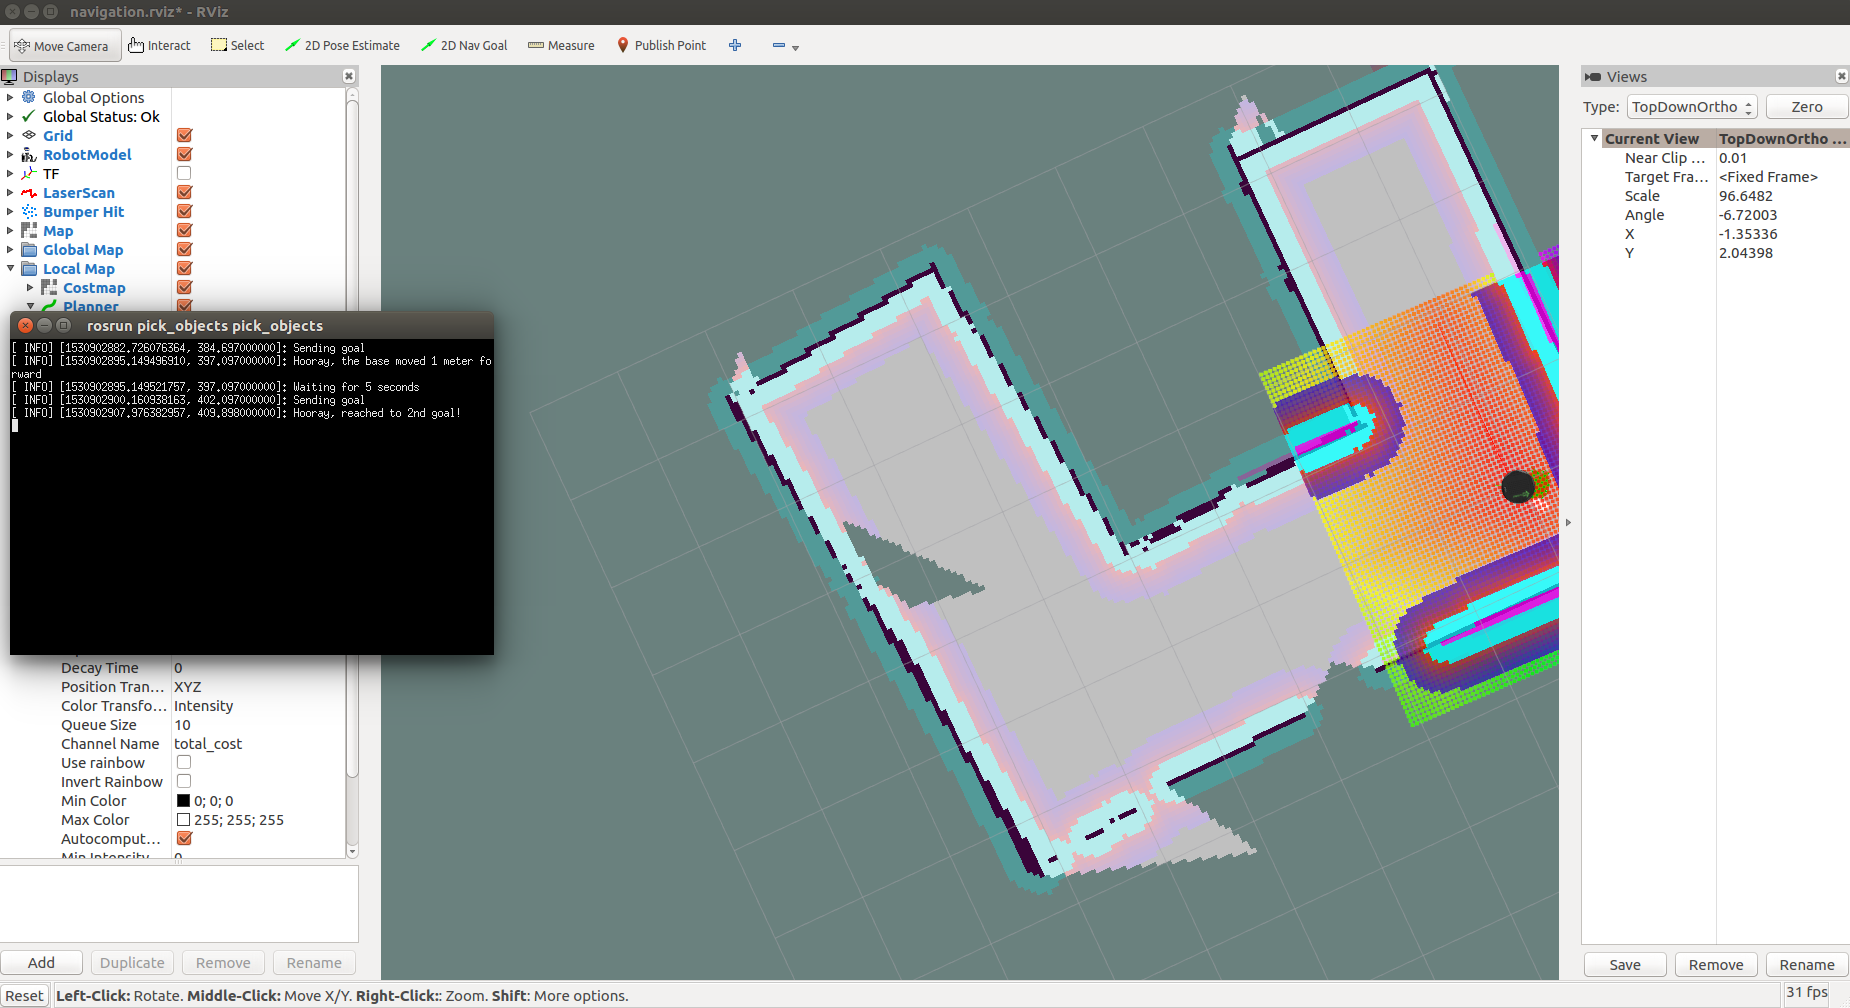 navigation.rviz* - RViz
Move Camera Interact Select 2D Pose Estimate 2D Nav Goal Measure Publish Point
Displays
Global Options
Global Status: Ok
Grid
RobotModel
TF
LaserScan
Bumper Hit
Map
Global Map
Local Map
Costmap
Planner
rosrun pick_objects pick_objects
[ INFO] [1530902882.726076364, 384.697000000]: Sending goal
[ INFO] [1530902895.149496910, 397.097000000]: Hooray, the base moved 1 meter fo
rward
[ INFO] [1530902895.149521757, 397.097000000]: Waiting for 5 seconds
[ INFO] [1530902900.160938163, 402.097000000]: Sending goal
[ INFO] [1530902907.976382957, 409.898000000]: Hooray, reached to 2nd goal!
Decay Time 0
Position Tran... XYZ
Color Transfo... Intensity
Queue Size 10
Channel Name total_cost
Use rainbow
Invert Rainbow
Min Color 0; 0; 0
Max Color 255; 255; 255
Autocomput...
Min Intensity 0
Add Duplicate Remove Rename
Views
Type: TopDownOrtho Zero
Current View TopDownOrtho ...
Near Clip ... 0.01
Target Fra... <Fixed Frame>
Scale 96.6482
Angle -6.72003
X -1.35336
Y 2.04398
Save Remove Rename
Reset Left-Click: Rotate. Middle-Click: Move X/Y. Right-Click:: Zoom. Shift: More options. 31 fps